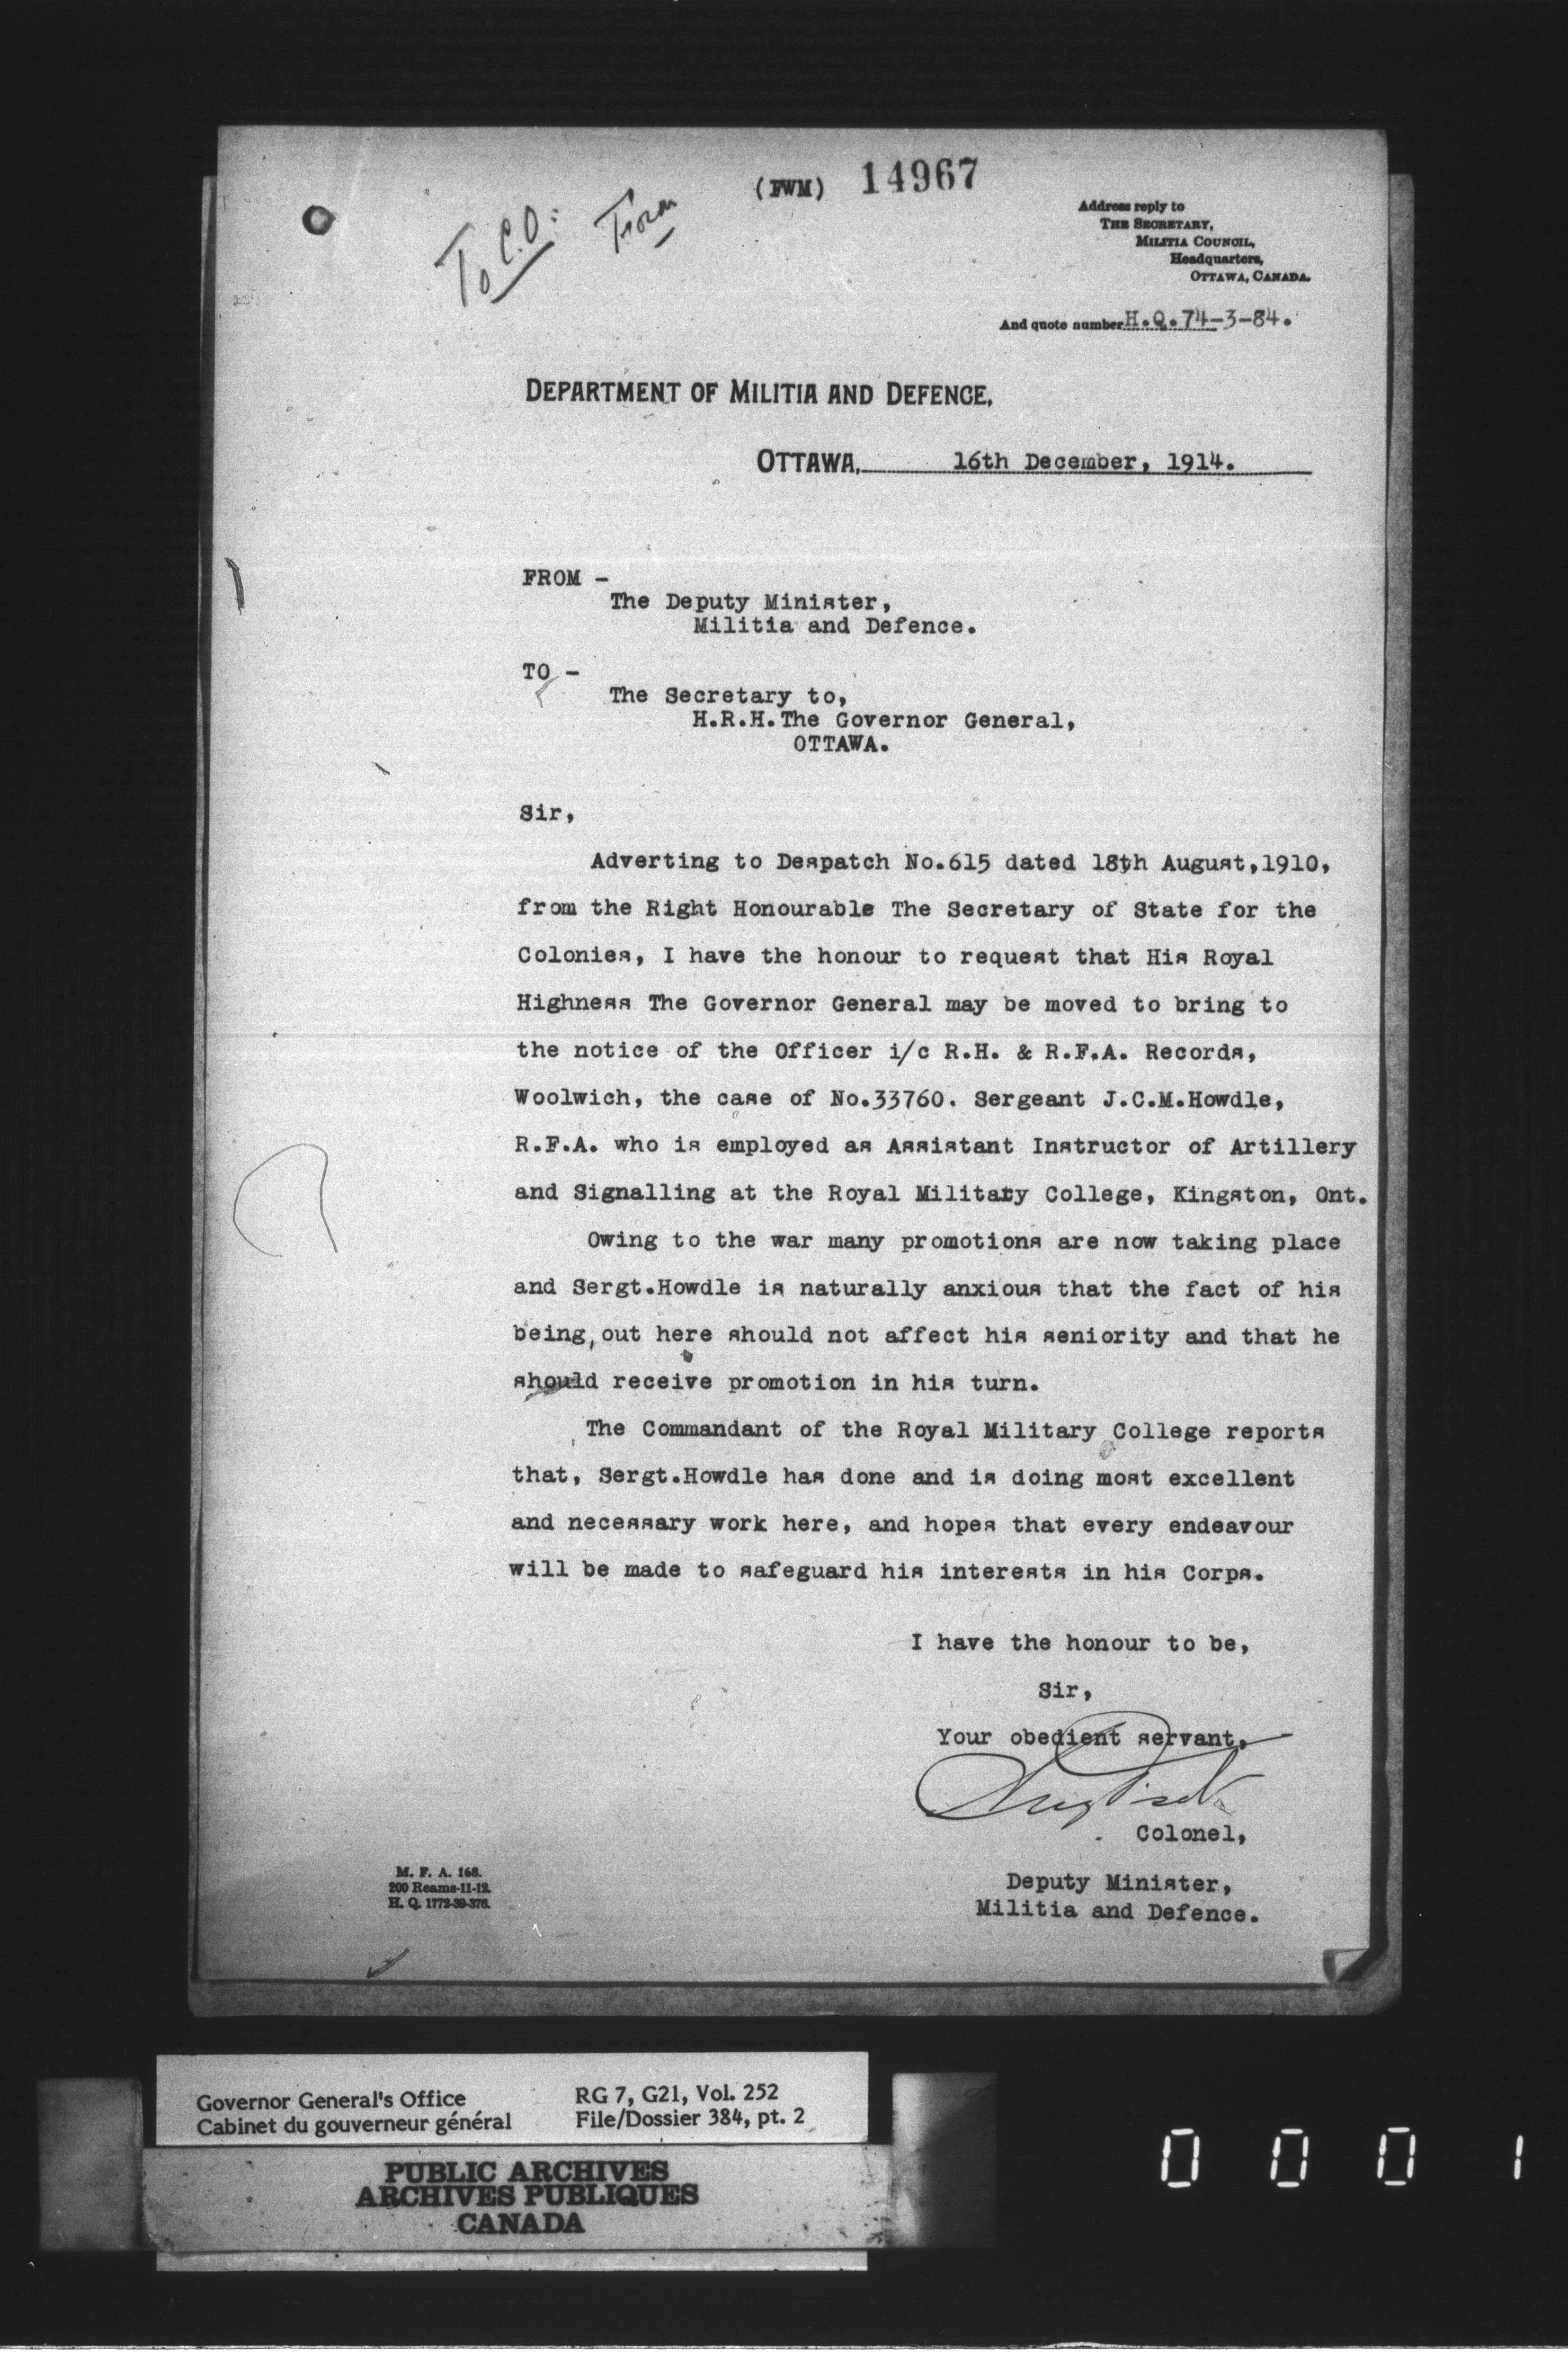 (FWM) 14967
To C.O: Form
Address reply to
THE SECRETARY,
MILITIA COUNCIL,
Headquarters,
OTTAWA, CANADA.
And quote number H.Q.74-3-84.
DEPARTMENT OF MILITIA AND DEFENCE,
OTTAWA, 16th December, 1914.
FROM -
The Deputy Minister,
Militia and Defence.
TO -
The Secretary to,
H.R.H.The Governor General,
OTTAWA.
Sir,
Adverting to Despatch No.615 dated 18th August,1910,
from the Right Honourable The Secretary of State for the
Colonies, I have the honour to request that His Royal
Highness The Governor General may be moved to bring to
the notice of the Officer i/c R.H. & R.F.A. Records,
Woolwich, the case of No.33760. Sergeant J.C.M.Howdle,
R.F.A. who is employed as Assistant Instructor of Artillery
and Signalling at the Royal Military College, Kingston, Ont.
Owing to the war many promotions are now taking place
and Sergt.Howdle is naturally anxious that the fact of his
being out here should not affect his seniority and that he
should receive promotion in his turn.
The Commandant of the Royal Military College reports
that, Sergt.Howdle has done and is doing most excellent
and necessary work here, and hopes that every endeavour
will be made to safeguard his interests in his Corps.
I have the honour to be,
Sir,
Your obedient servant,
Colonel,
Deputy Minister,
Militia and Defence.
M. F. A. 168.
200 Reams-11-12.
H. Q. 1772-39-376.
Governor General's Office RG 7, G21, Vol. 252
Cabinet du gouverneur général File/Dossier 384, pt. 2
PUBLIC ARCHIVES
ARCHIVES PUBLIQUES
CANADA
0001